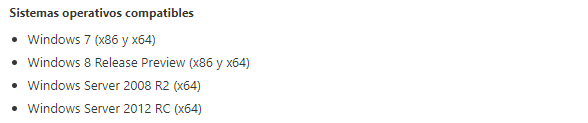 Sistemas operativos compatibles
• Windows 7 (x86 y x64)
• Windows 8 Release Preview (x86 y x64)
• Windows Server 2008 R2 (x64)
• Windows Server 2012 RC (x64)